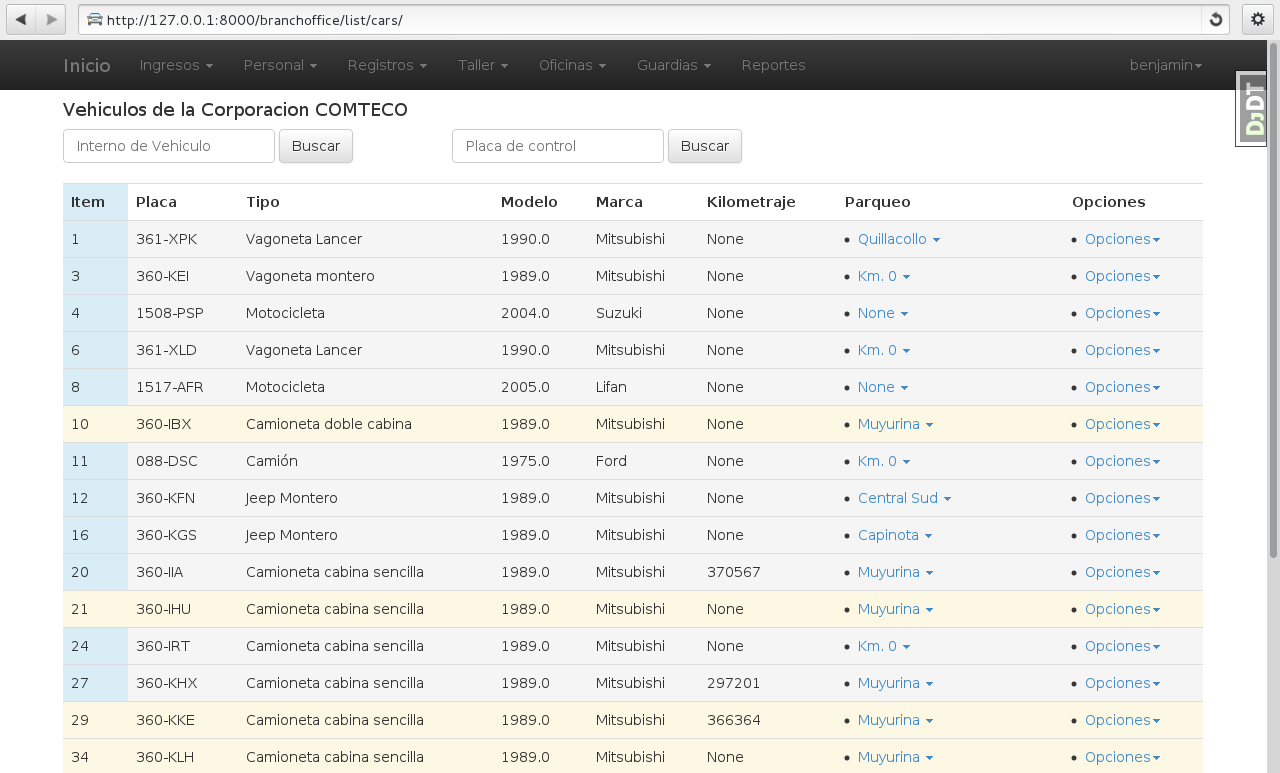 http://127.0.0.1:8000/branchoffice/list/cars/
Inicio Ingresos Personal Registros Taller Oficinas Guardias Reportes benjamin
DJDT
Vehiculos de la Corporacion COMTECO
Interno de Vehiculo Buscar Placa de control Buscar
Item Placa Tipo Modelo Marca Kilometraje Parqueo Opciones
1 361-XPK Vagoneta Lancer 1990.0 Mitsubishi None • Quillacollo • Opciones
3 360-KEI Vagoneta montero 1989.0 Mitsubishi None • Km. 0 • Opciones
4 1508-PSP Motocicleta 2004.0 Suzuki None • None • Opciones
6 361-XLD Vagoneta Lancer 1990.0 Mitsubishi None • Km. 0 • Opciones
8 1517-AFR Motocicleta 2005.0 Lifan None • None • Opciones
10 360-IBX Camioneta doble cabina 1989.0 Mitsubishi None • Muyurina • Opciones
11 088-DSC Camión 1975.0 Ford None • Km. 0 • Opciones
12 360-KFN Jeep Montero 1989.0 Mitsubishi None • Central Sud • Opciones
16 360-KGS Jeep Montero 1989.0 Mitsubishi None • Capinota • Opciones
20 360-IIA Camioneta cabina sencilla 1989.0 Mitsubishi 370567 • Muyurina • Opciones
21 360-IHU Camioneta cabina sencilla 1989.0 Mitsubishi None • Muyurina • Opciones
24 360-IRT Camioneta cabina sencilla 1989.0 Mitsubishi None • Km. 0 • Opciones
27 360-KHX Camioneta cabina sencilla 1989.0 Mitsubishi 297201 • Muyurina • Opciones
29 360-KKE Camioneta cabina sencilla 1989.0 Mitsubishi 366364 • Muyurina • Opciones
34 360-KLH Camioneta cabina sencilla 1989.0 Mitsubishi None • Muyurina • Opciones